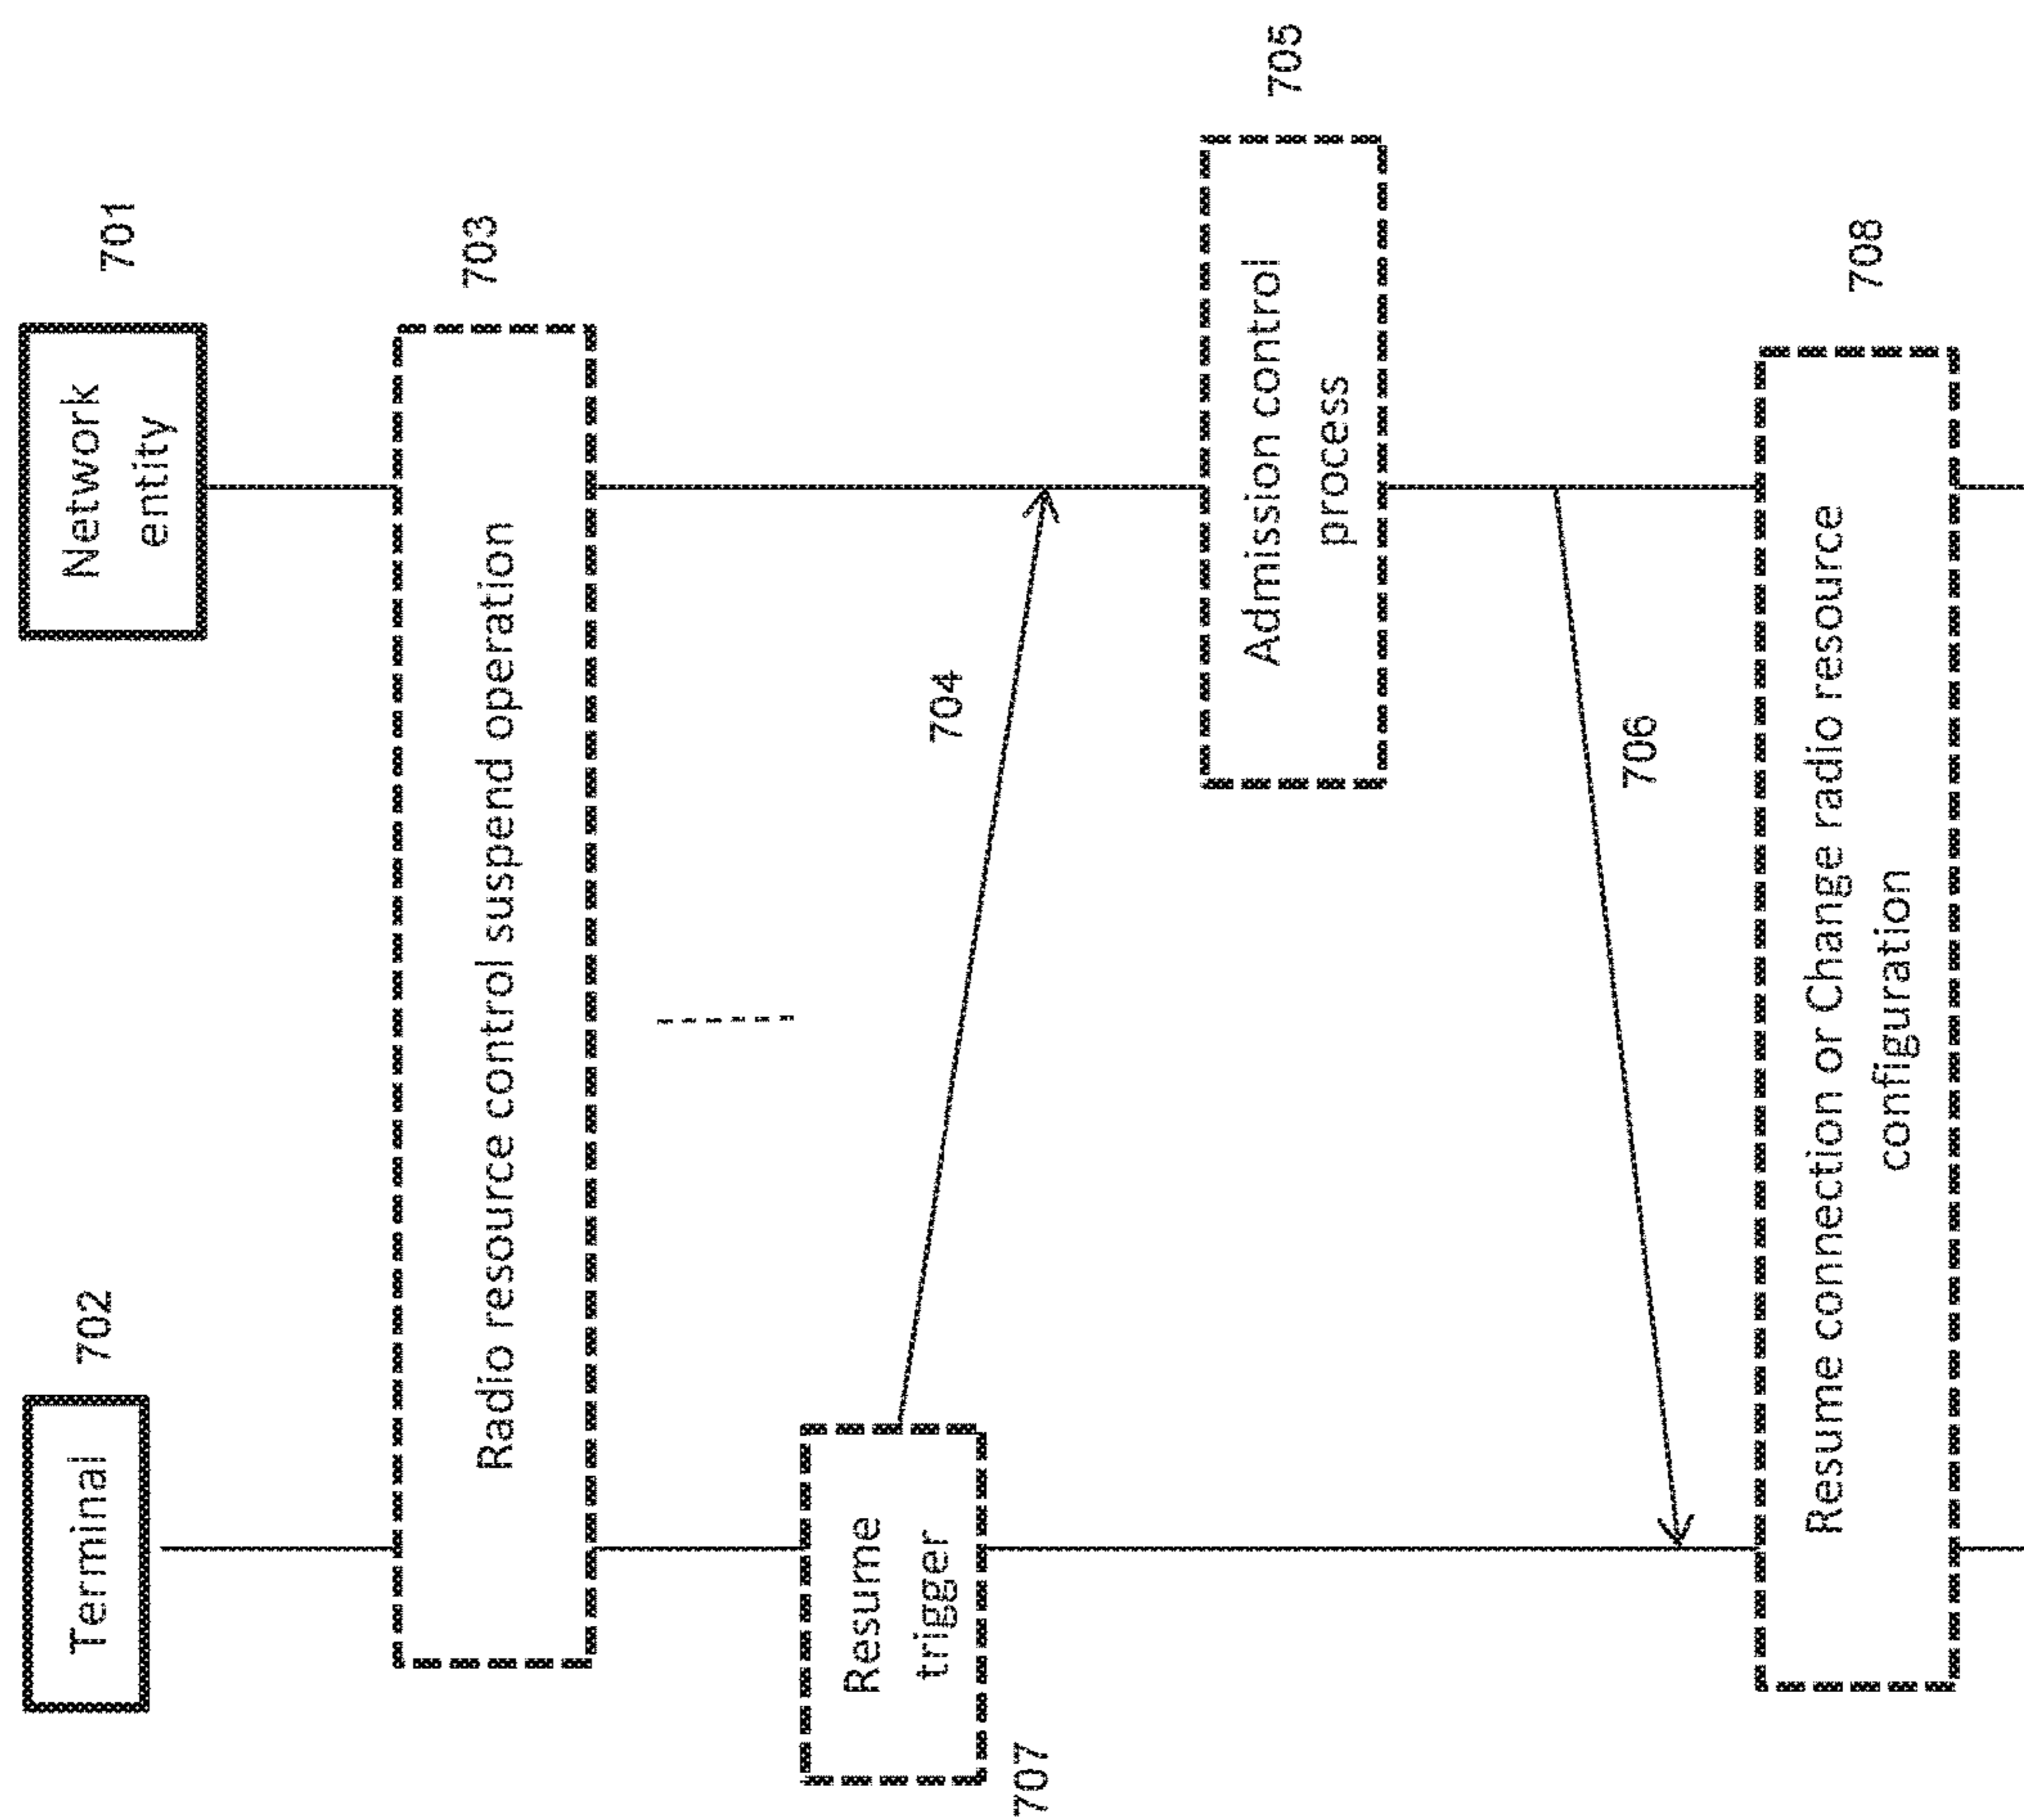 Terminal
702
Network
entity
701
Radio resource control suspend operation
703
Resume
trigger
707
704
Admission control
process
705
706
Resume connection or Change radio resource
configuration
708